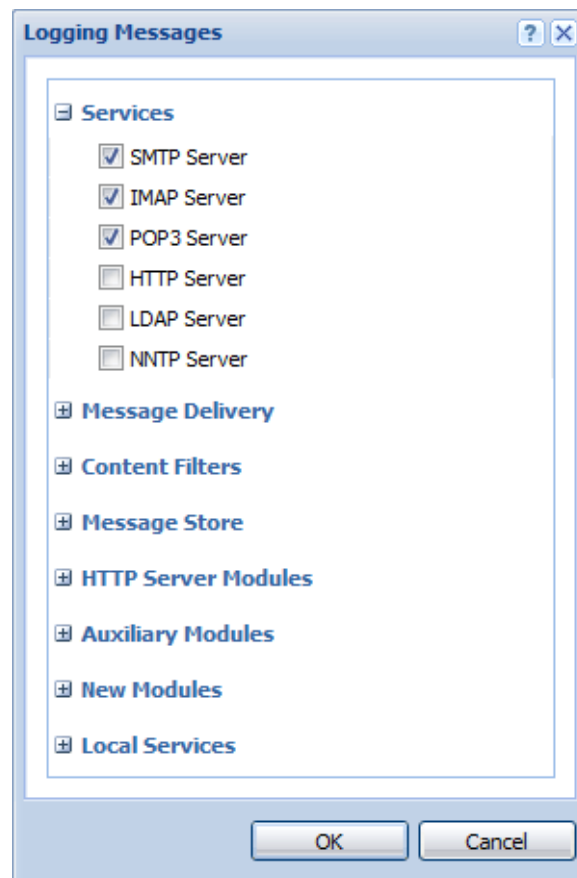 Logging Messages
Services
SMTP Server
IMAP Server
POP3 Server
HTTP Server
LDAP Server
NNTP Server
Message Delivery
Content Filters
Message Store
HTTP Server Modules
Auxiliary Modules
New Modules
Local Services
OK Cancel